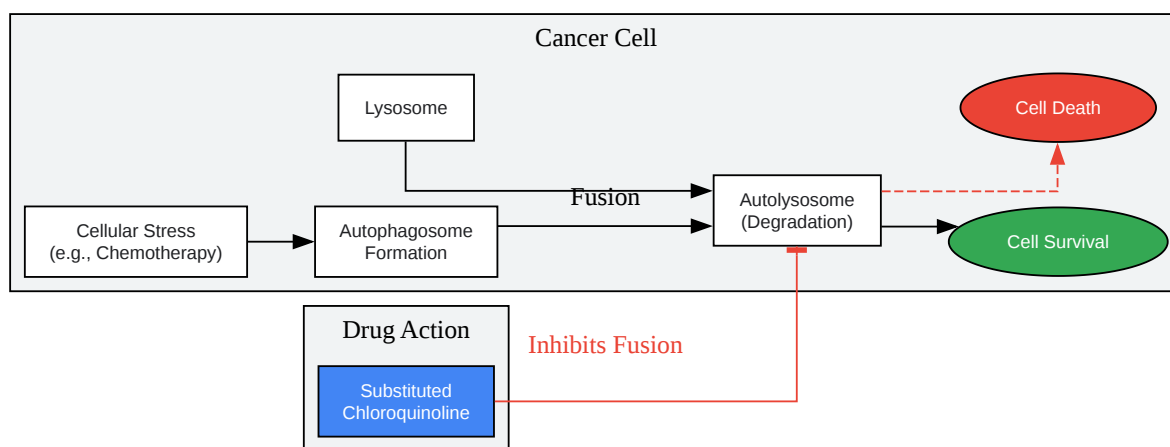 Cancer Cell
Lysosome
Cell Death
Fusion
Autolysosome
(Degradation)
Cellular Stress
(e.g., Chemotherapy)
Autophagosome
Formation
Cell Survival
Drug Action
Inhibits Fusion
Substituted
Chloroquinoline